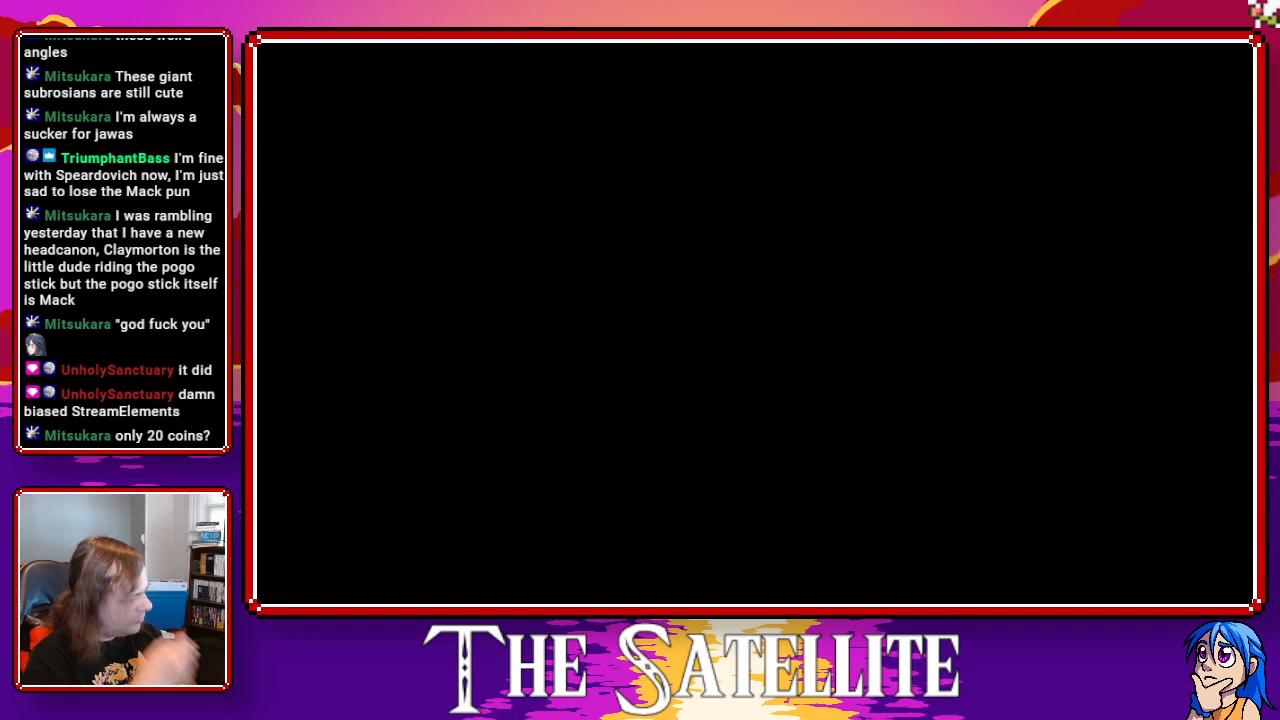 Mitsukara these weird
angles
Mitsukara These giant
subrosians are still cute
Mitsukara I'm always a
sucker for jawas
TriumphantBass I'm fine
with Speardovich now, I'm just
sad to lose the Mack pun
Mitsukara I was rambling
yesterday that I have a new
headcanon, Claymorton is the
little dude riding the pogo
stick but the pogo stick itself
is Mack
Mitsukara "god fuck you"
UnholySanctuary it did
UnholySanctuary damn
biased StreamElements
Mitsukara only 20 coins?
THE SATELLITE